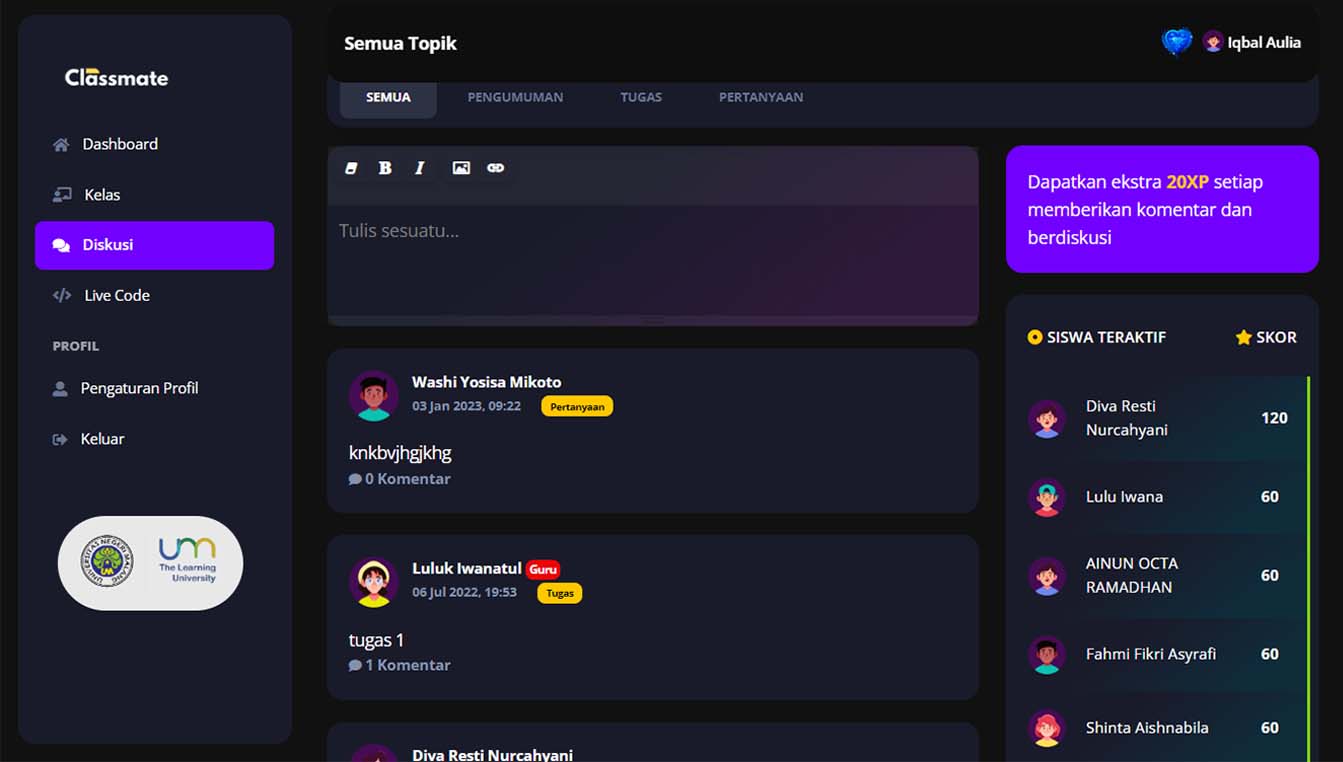 Classmate
Dashboard
Kelas
Diskusi
Live Code
PROFIL
Pengaturan Profil
Keluar
UNIVERSITAS NEGERI MALANG
UM
um
The Learning
University
Semua Topik
Iqbal Aulia
SEMUA
PENGUMUMAN
TUGAS
PERTANYAAN
B
I
Tulis sesuatu...
Washi Yosisa Mikoto
03 Jan 2023, 09:22
Pertanyaan
knkbvjhgjkhg
0 Komentar
Luluk Iwanatul Guru
06 Jul 2022, 19:53
Tugas
tugas 1
1 Komentar
Diva Resti Nurcahyani
Dapatkan ekstra 20XP setiap
memberikan komentar dan
berdiskusi
SISWA TERAKTIF
SKOR
Diva Resti
Nurcahyani
120
Lulu Iwana
60
AINUN OCTA
RAMADHAN
60
Fahmi Fikri Asyrafi
60
Shinta Aishnabila
60